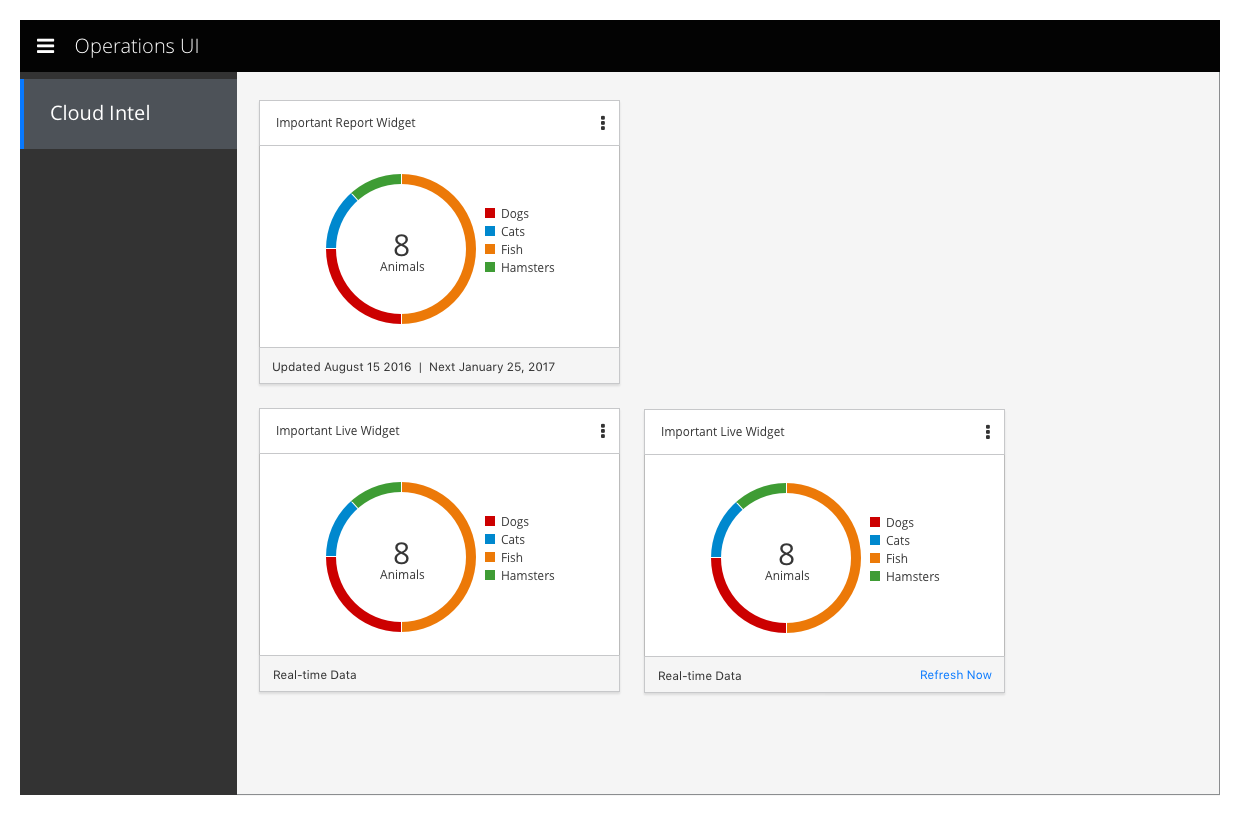 Operations UI
Cloud Intel
Important Report Widget
8
Animals
Dogs
Cats
Fish
Hamsters
Updated August 15 2016 | Next January 25, 2017
Important Live Widget
8
Animals
Dogs
Cats
Fish
Hamsters
Real-time Data
Important Live Widget
8
Animals
Dogs
Cats
Fish
Hamsters
Real-time Data
Refresh Now